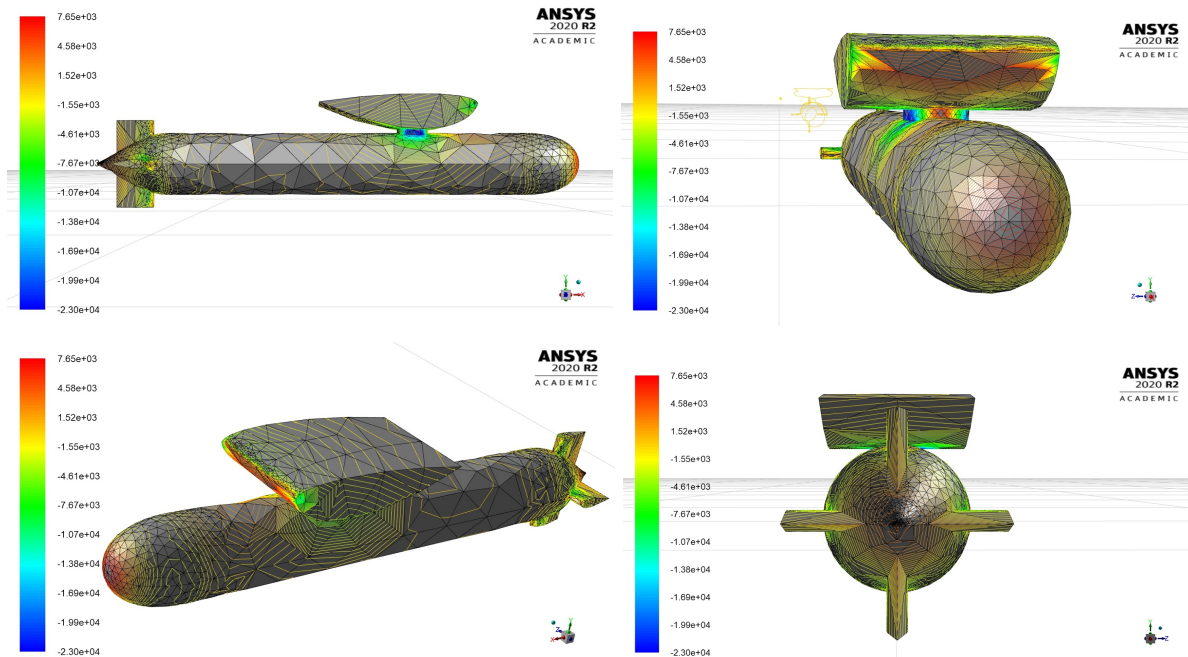 7.65e+03
4.58e+03
1.52e+03
-1.55e+03
-4.61e+03
-7.67e+03
-1.07e+04
-1.38e+04
-1.69e+04
-1.99e+04
-2.30e+04
ANSYS
2020 R2
ACADEMIC
Y
X
7.65e+03
4.58e+03
1.52e+03
-1.55e+03
-4.61e+03
-7.67e+03
-1.07e+04
-1.38e+04
-1.69e+04
-1.99e+04
-2.30e+04
ANSYS
2020 R2
ACADEMIC
Y
Z
7.65e+03
4.58e+03
1.52e+03
-1.55e+03
-4.61e+03
-7.67e+03
-1.07e+04
-1.38e+04
-1.69e+04
-1.99e+04
-2.30e+04
ANSYS
2020 R2
ACADEMIC
Y
Z
X
7.65e+03
4.58e+03
1.52e+03
-1.55e+03
-4.61e+03
-7.67e+03
-1.07e+04
-1.38e+04
-1.69e+04
-1.99e+04
-2.30e+04
ANSYS
2020 R2
ACADEMIC
Y
Z